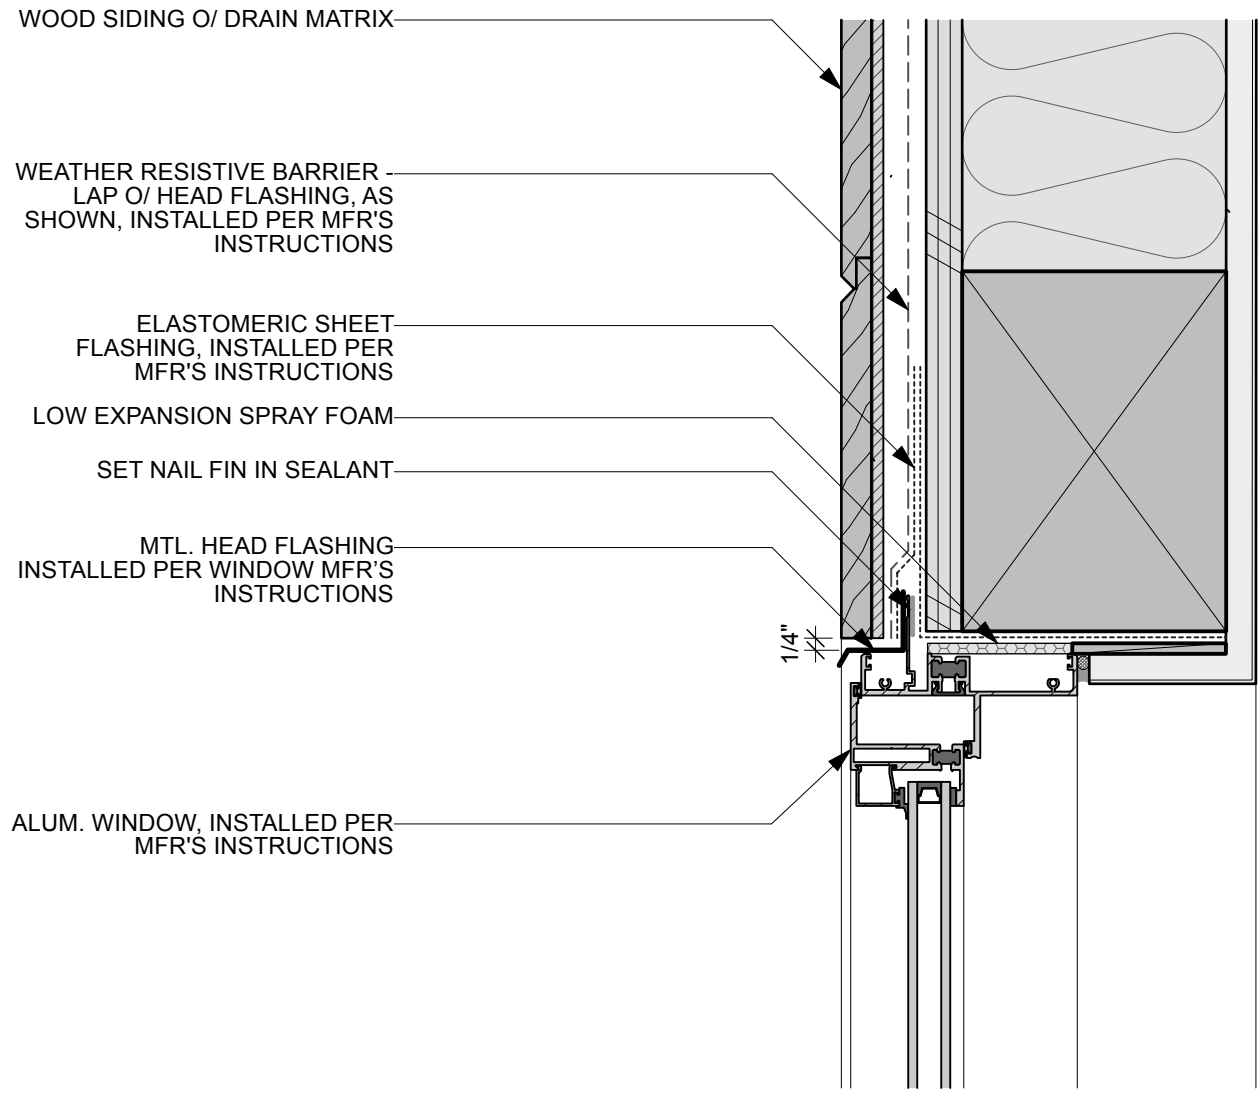 WOOD SIDING O/ DRAIN MATRIX
WEATHER RESISTIVE BARRIER -
LAP O/ HEAD FLASHING, AS
SHOWN, INSTALLED PER MFR'S
INSTRUCTIONS
ELASTOMERIC SHEET
FLASHING, INSTALLED PER
MFR'S INSTRUCTIONS
LOW EXPANSION SPRAY FOAM
SET NAIL FIN IN SEALANT
MTL. HEAD FLASHING
INSTALLED PER WINDOW MFR'S
INSTRUCTIONS
1/4"
ALUM. WINDOW, INSTALLED PER
MFR'S INSTRUCTIONS